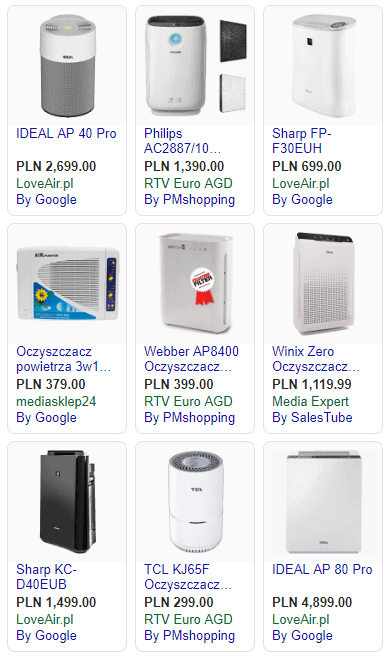 IDEAL AP 40 Pro
PLN 2,699.00
LoveAir.pl
By Google
PHILIPS
Philips
AC2887/10…
PLN 1,390.00
RTV Euro AGD
By PMshopping
Sharp FP-
F30EUH
PLN 699.00
LoveAir.pl
By Google
AIR PURIFIER
Oczyszczacz
powietrza 3w1…
PLN 379.00
mediasklep24
By Google
FILTER
Webber AP8400
Oczyszczacz…
PLN 399.00
RTV Euro AGD
By PMshopping
Winix Zero
Oczyszczacz…
PLN 1,119.99
Media Expert
By SalesTube
Sharp KC-
D40EUB
PLN 1,499.00
LoveAir.pl
By Google
TCL
TCL KJ65F
Oczyszczacz…
PLN 299.00
RTV Euro AGD
By PMshopping
IDEAL AP 80 Pro
PLN 4,899.00
LoveAir.pl
By Google